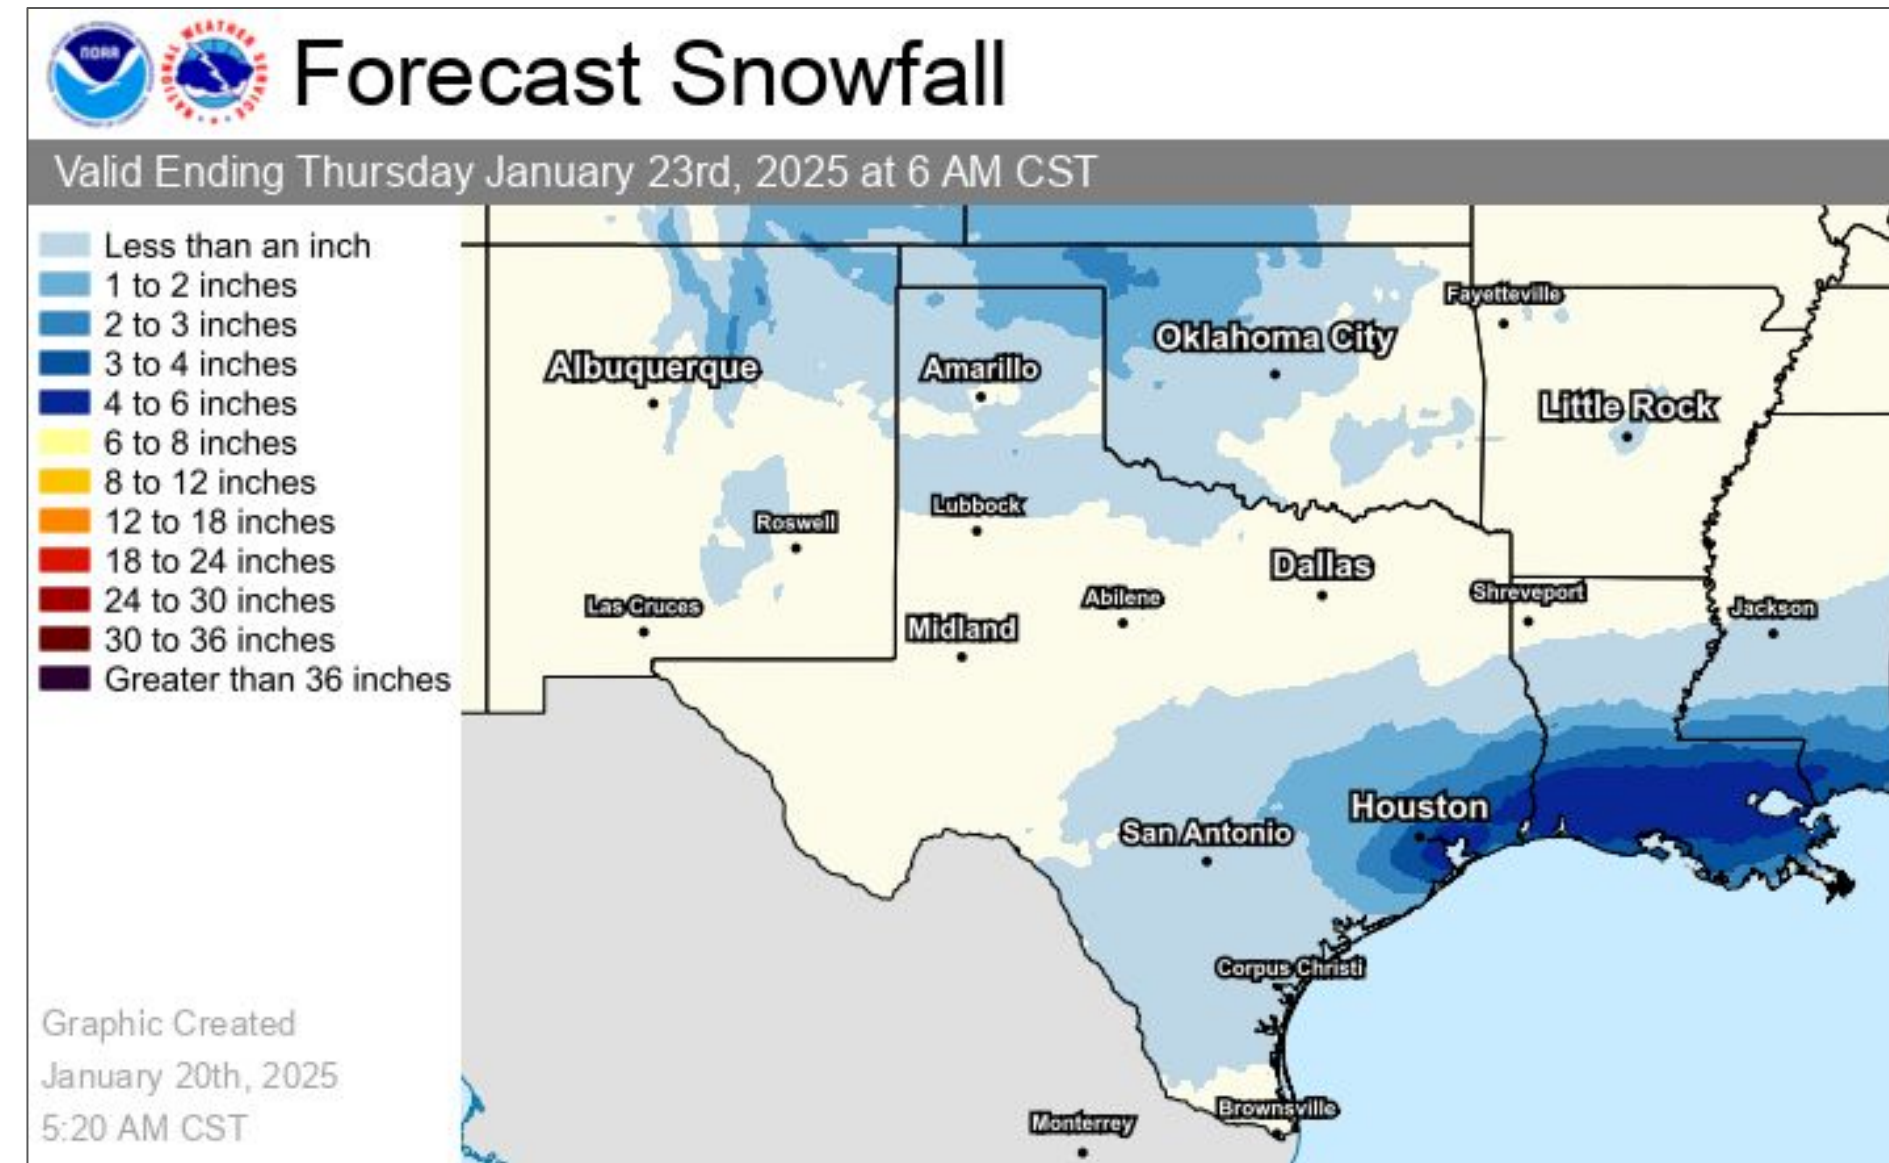 NOAA
NATIONAL WEATHER SERVICE
Forecast Snowfall
Valid Ending Thursday January 23rd, 2025 at 6 AM CST
Less than an inch
1 to 2 inches
2 to 3 inches
3 to 4 inches
4 to 6 inches
6 to 8 inches
8 to 12 inches
12 to 18 inches
18 to 24 inches
24 to 30 inches
30 to 36 inches
Greater than 36 inches
Graphic Created
January 20th, 2025
5:20 AM CST
Fayetteville
Oklahoma City
Albuquerque
Amarillo
Little Rock
Lubbock
Roswell
Dallas
Las Cruces
Abilene
Shreveport
Jackson
Midland
Houston
San Antonio
Corpus Christi
Brownsville
Monterrey